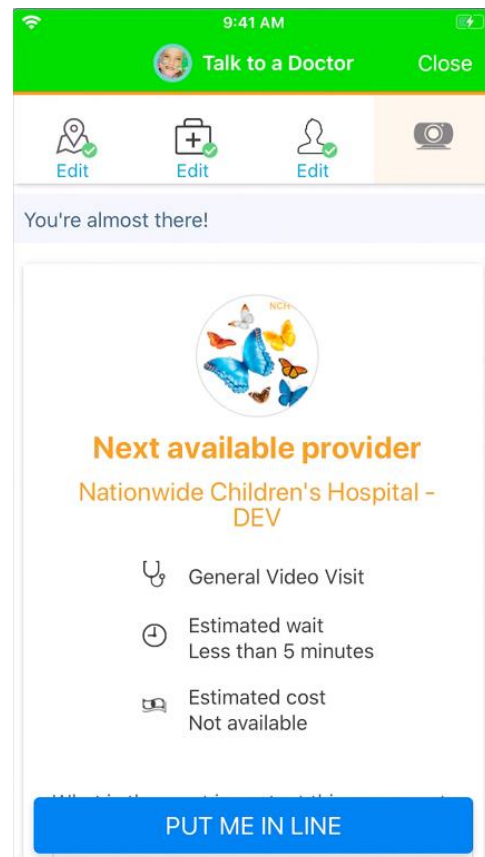 9:41 AM
Talk to a Doctor
Close
Edit
Edit
Edit
You're almost there!
NCH
Next available provider
Nationwide Children's Hospital -
DEV
General Video Visit
Estimated wait
Less than 5 minutes
Estimated cost
Not available
PUT ME IN LINE